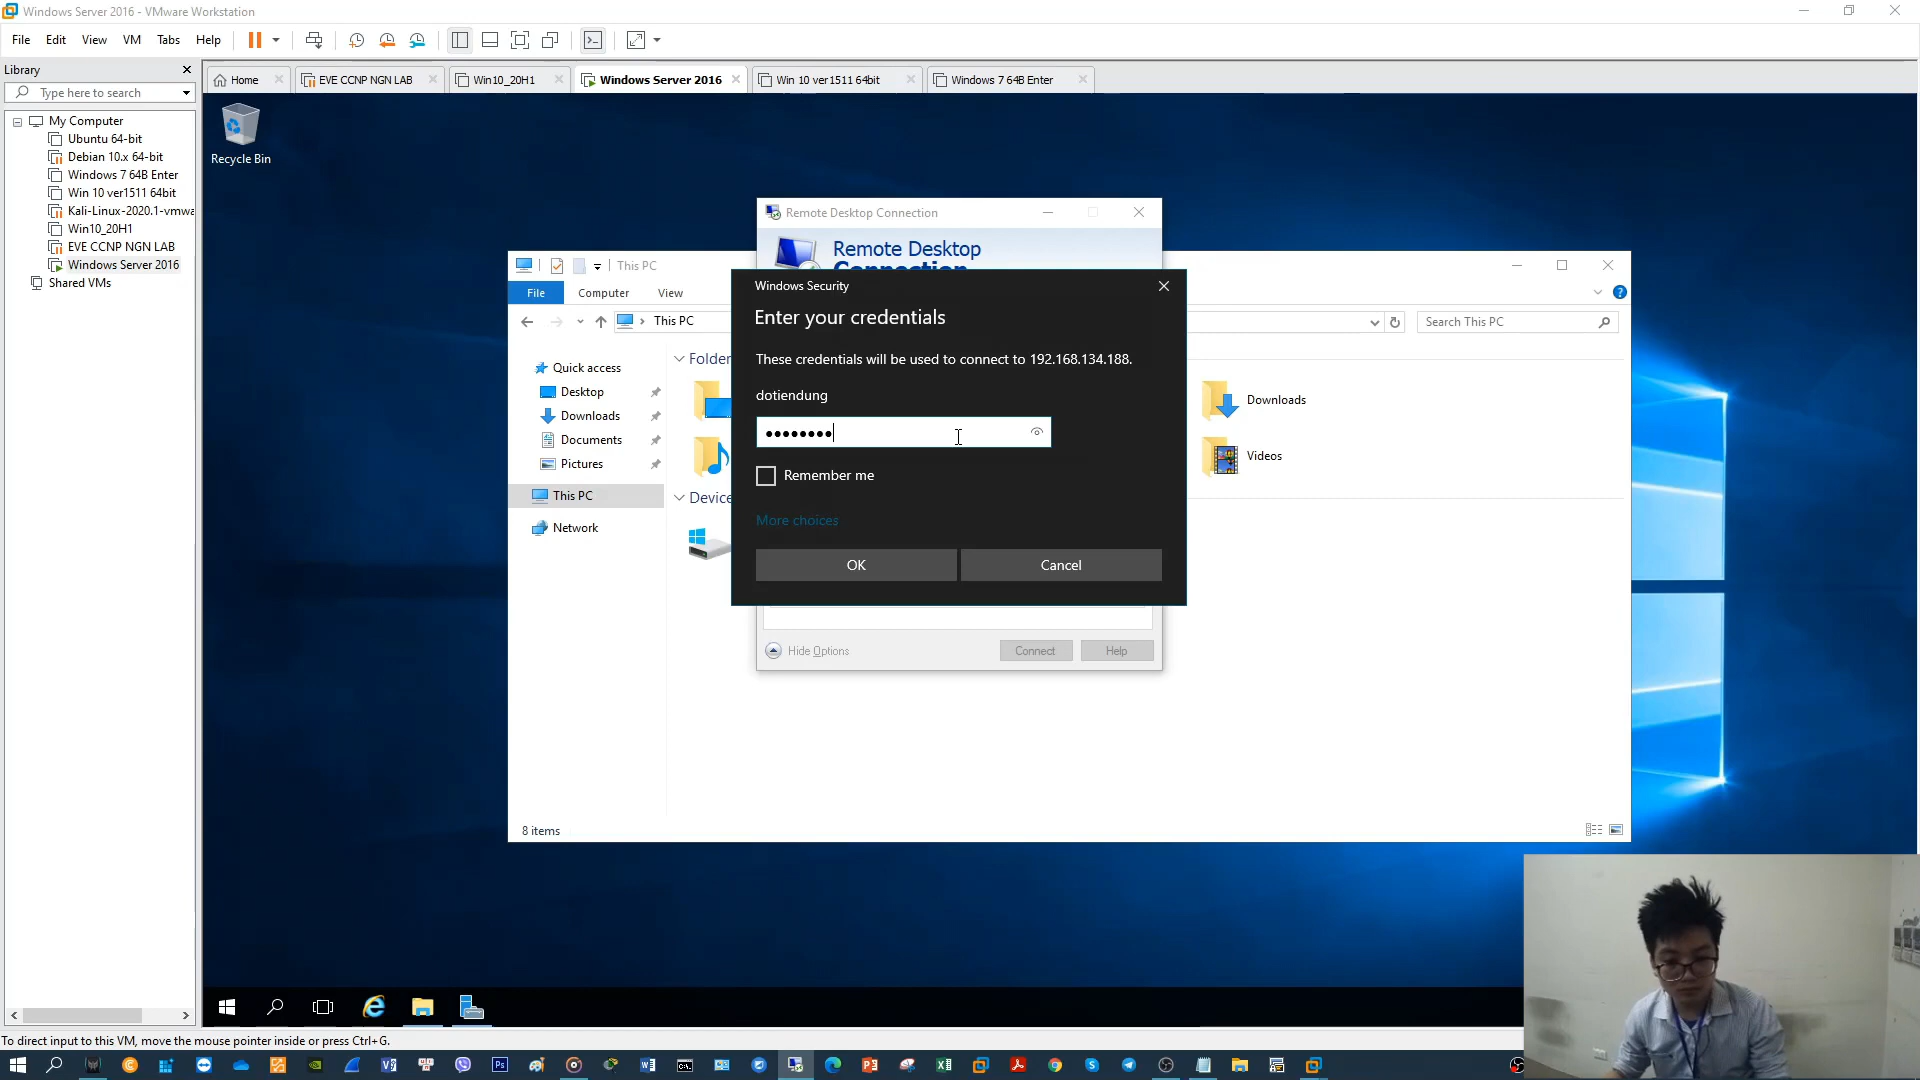 Windows Server 2016 - VMware Workstation
File Edit View VM Tabs Help
Library
Type here to search
My Computer
Ubuntu 64-bit
Debian 10.x 64-bit
Windows 7 64B Enter
Win 10 ver1511 64bit
Kali-Linux-2020.1-vmwa
Win10_20H1
EVE CCNP NGN LAB
Windows Server 2016
Shared VMs
Home EVE CCNP NGN LAB Win10_20H1 Windows Server 2016 Win 10 ver1511 64bit Windows 7 64B Enter
Recycle Bin
Remote Desktop Connection
Remote Desktop
Connection
This PC
File Computer View
This PC
Search This PC
Quick access
Desktop
Downloads
Documents
Pictures
This PC
Network
Folder
Device
Downloads
Videos
Windows Security
Enter your credentials
These credentials will be used to connect to 192.168.134.188.
dotiendung
••••••••
Remember me
More choices
OK Cancel
Hide Options Connect Help
8 items
To direct input to this VM, move the mouse pointer inside or press Ctrl+G.